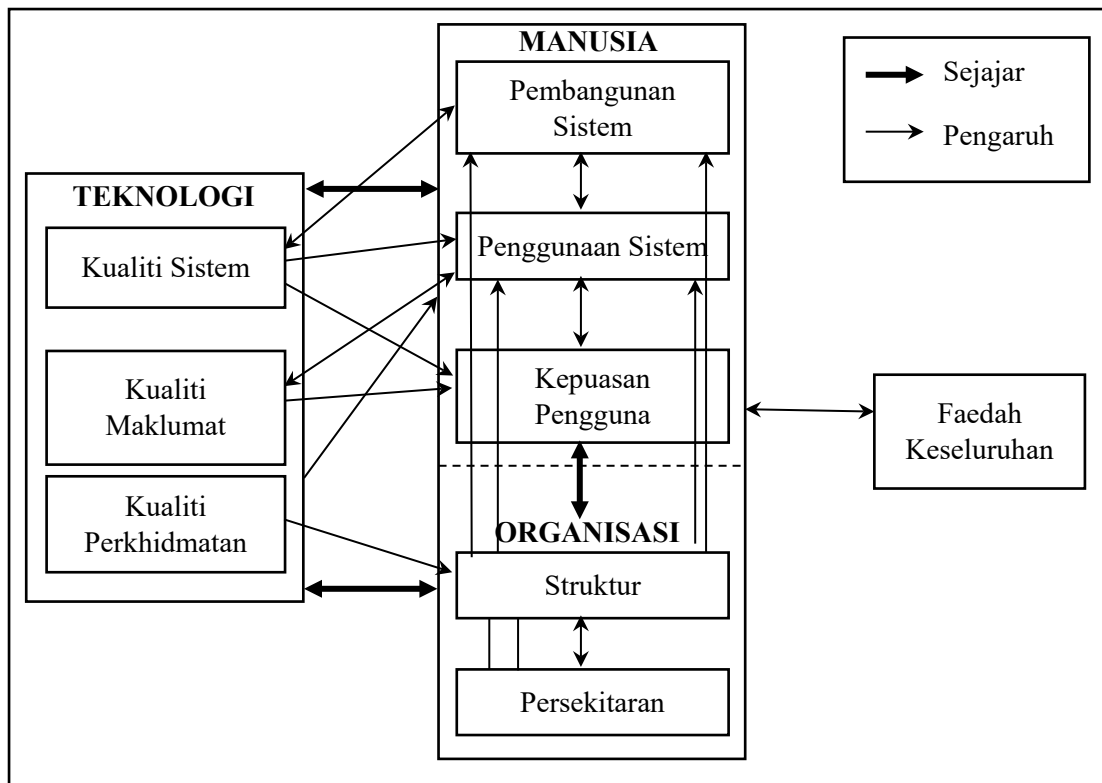 MANUSIA
Pembangunan
Sistem
Penggunaan Sistem
Kepuasan
Pengguna
ORGANISASI
Struktur
Persekitaran
TEKNOLOGI
Kualiti Sistem
Kualiti
Maklumat
Kualiti
Perkhidmatan
Sejajar
Pengaruh
Faedah
Keseluruhan